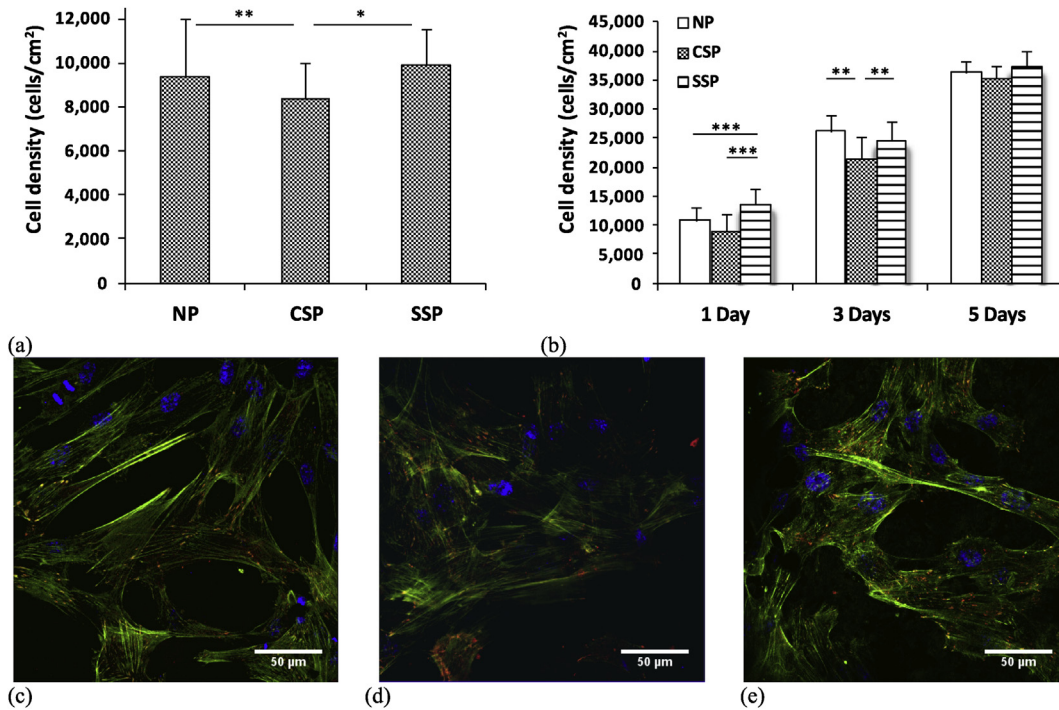 Cell density (cells/cm²)
12,000
10,000
8,000
6,000
4,000
2,000
0
**
*
NP
CSP
SSP
(a)
Cell density (cells/cm²)
45,000
40,000
35,000
30,000
25,000
20,000
15,000
10,000
5,000
0
NP
CSP
SSP
***
***
**
**
1 Day
3 Days
5 Days
(b)
50 µm
(c)
50 µm
(d)
50 µm
(e)